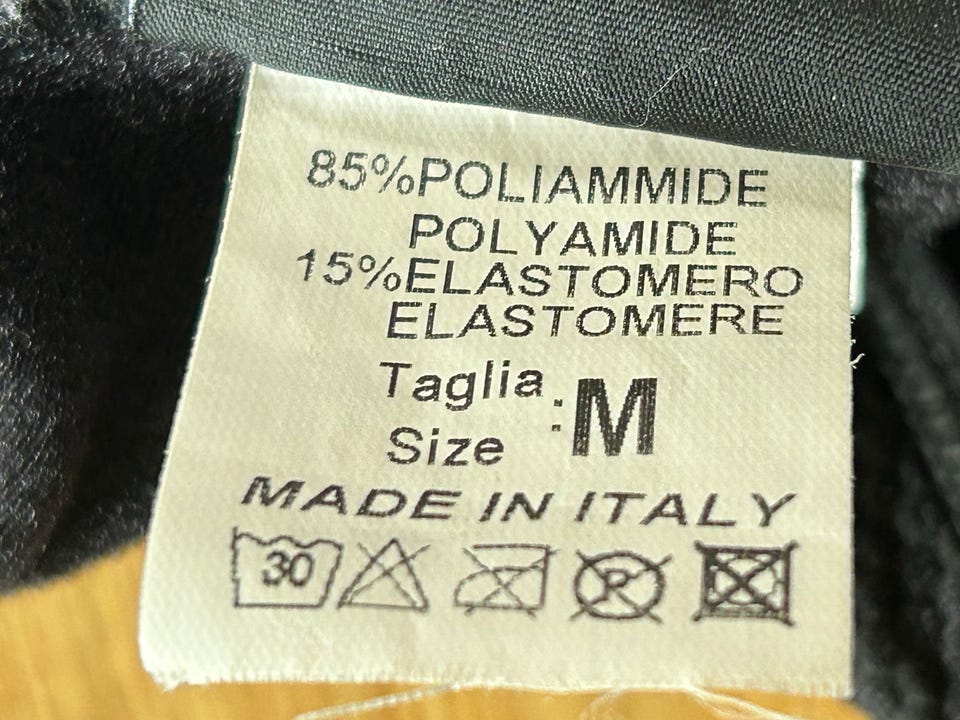 85%POLIAMMIDE
POLYAMIDE
15%ELASTOMERO
ELASTOMERE
Taglia
Size
:M
MADE IN ITALY
30 P